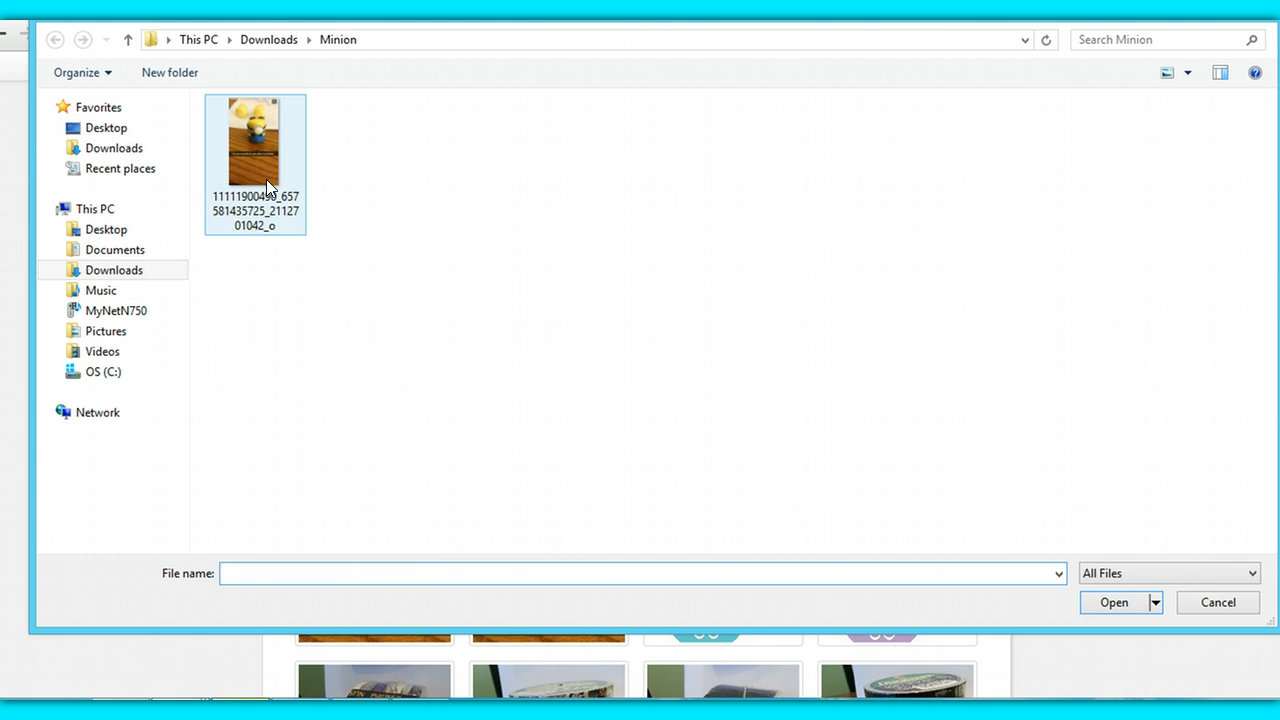 This PC Downloads Minion
Search Minion
Organize New folder
Favorites
Desktop
Downloads
Recent places
This PC
Desktop
Documents
Downloads
Music
MyNetN750
Pictures
Videos
OS (C:)
Network
11111900456_657
581435725_21127
01042_o
File name:
All Files
Open
Cancel